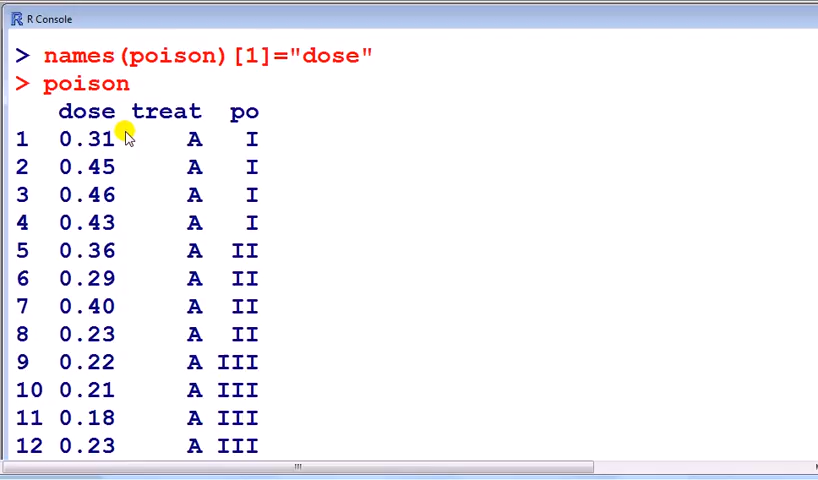 R Console
> names(poison)[1]="dose"
> poison
dose treat po
1 0.31 A I
2 0.45 A I
3 0.46 A I
4 0.43 A I
5 0.36 A II
6 0.29 A II
7 0.40 A II
8 0.23 A II
9 0.22 A III
10 0.21 A III
11 0.18 A III
12 0.23 A III